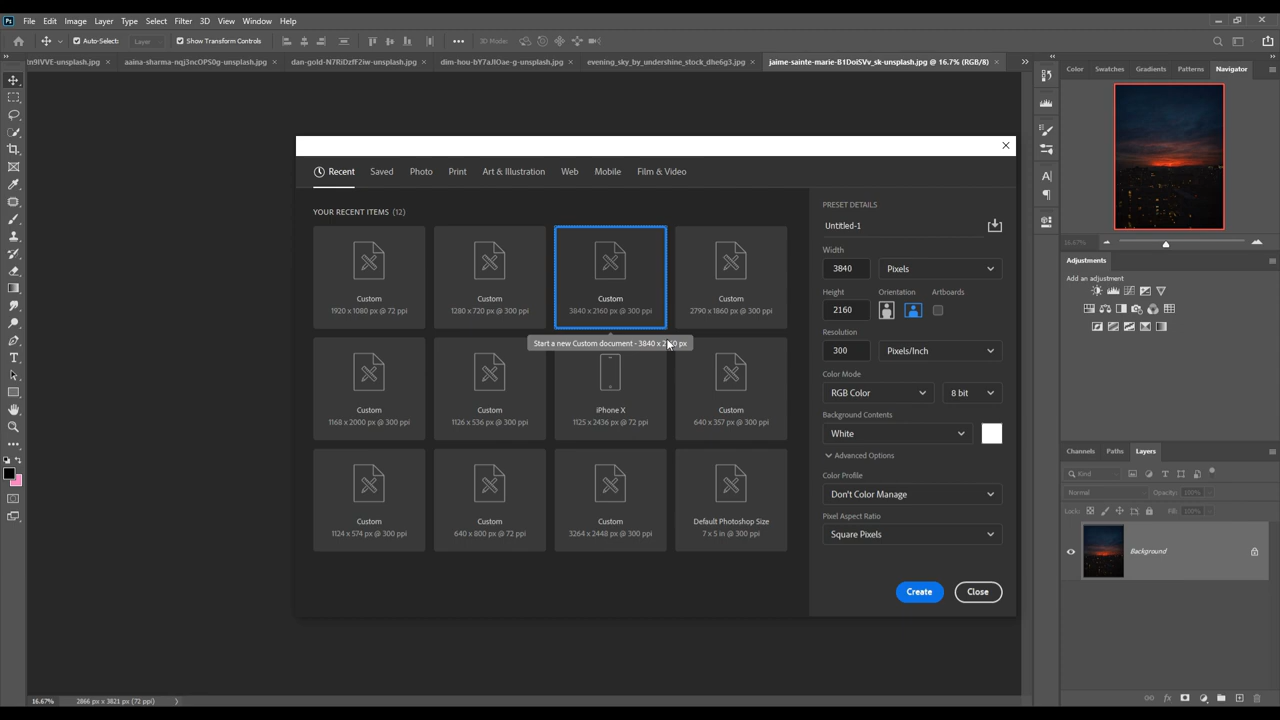 Ps File Edit Image Layer Type Select Filter 3D View Window Help
Auto-Select: Layer Show Transform Controls 3D Mode:
n9iVVE-unsplash.jpg aaina-sharma-nqj3ncOPS0g-unsplash.jpg dan-gold-N7RiDzfF2iw-unsplash.jpg dim-hou-bY7aJIOae-g-unsplash.jpg evening_sky_by_undershine_stock_dhe6g3.jpg jaime-sainte-marie-B1DoiSVv_sk-unsplash.jpg @ 16.7% (RGB/8)
Color Swatches Gradients Patterns Navigator
16.67%
Adjustments
Add an adjustment
Channels Paths Layers
Kind
Normal Opacity: 100%
Lock: Fill: 100%
Background
Recent Saved Photo Print Art & Illustration Web Mobile Film & Video
YOUR RECENT ITEMS (12)
Custom
1920 x 1080 px @ 72 ppi
Custom
1280 x 720 px @ 300 ppi
Custom
3840 x 2160 px @ 300 ppi
Custom
2790 x 1860 px @ 300 ppi
Start a new Custom document - 3840 x 2160 px
Custom
1168 x 2000 px @ 300 ppi
Custom
1126 x 536 px @ 300 ppi
iPhone X
1125 x 2436 px @ 72 ppi
Custom
640 x 357 px @ 300 ppi
Custom
1124 x 574 px @ 300 ppi
Custom
640 x 800 px @ 72 ppi
Custom
3264 x 2448 px @ 300 ppi
Default Photoshop Size
7 x 5 in @ 300 ppi
PRESET DETAILS
Untitled-1
Width
3840 Pixels
Height Orientation Artboards
2160
Resolution
300 Pixels/Inch
Color Mode
RGB Color 8 bit
Background Contents
White
Advanced Options
Color Profile
Don't Color Manage
Pixel Aspect Ratio
Square Pixels
Create Close
16.67% 2866 px x 3821 px (72 ppi)